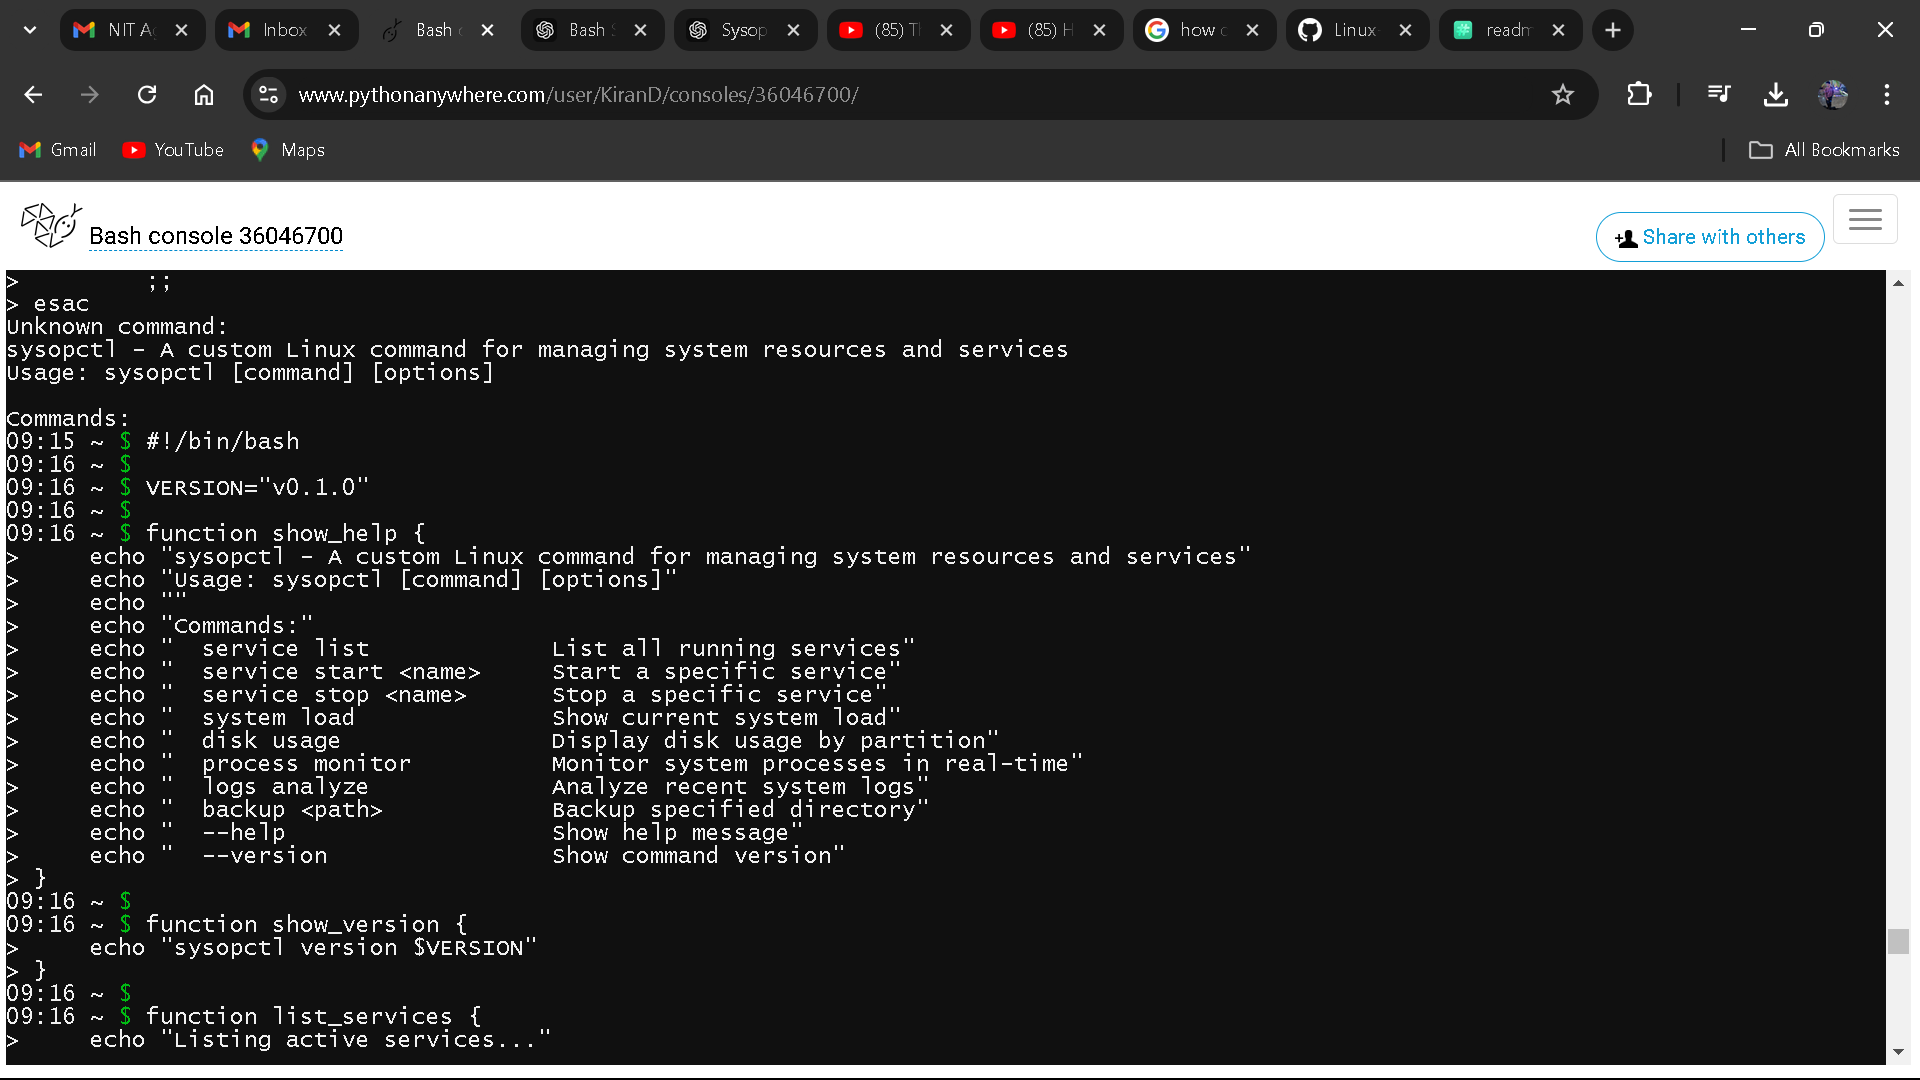 NIT A
Inbox
Bash
Bash
Sysop
(85) T
(85) H
how
Linux
readm
www.pythonanywhere.com/user/KiranD/consoles/36046700/
Gmail
YouTube
Maps
All Bookmarks
Bash console 36046700
Share with others
>         ;;
> esac
Unknown command:
sysopctl - A custom Linux command for managing system resources and services
Usage: sysopctl [command] [options]
Commands:
09:15 ~ $ #!/bin/bash
09:16 ~ $
09:16 ~ $ VERSION="v0.1.0"
09:16 ~ $
09:16 ~ $ function show_help {
>     echo "sysopctl - A custom Linux command for managing system resources and services"
>     echo "Usage: sysopctl [command] [options]"
>     echo ""
>     echo "Commands:"
>     echo "  service list             List all running services"
>     echo "  service start <name>     Start a specific service"
>     echo "  service stop <name>      Stop a specific service"
>     echo "  system load              Show current system load"
>     echo "  disk usage               Display disk usage by partition"
>     echo "  process monitor          Monitor system processes in real-time"
>     echo "  logs analyze             Analyze recent system logs"
>     echo "  backup <path>            Backup specified directory"
>     echo "  --help                   Show help message"
>     echo "  --version                Show command version"
> }
09:16 ~ $
09:16 ~ $ function show_version {
>     echo "sysopctl version $VERSION"
> }
09:16 ~ $
09:16 ~ $ function list_services {
>     echo "Listing active services..."